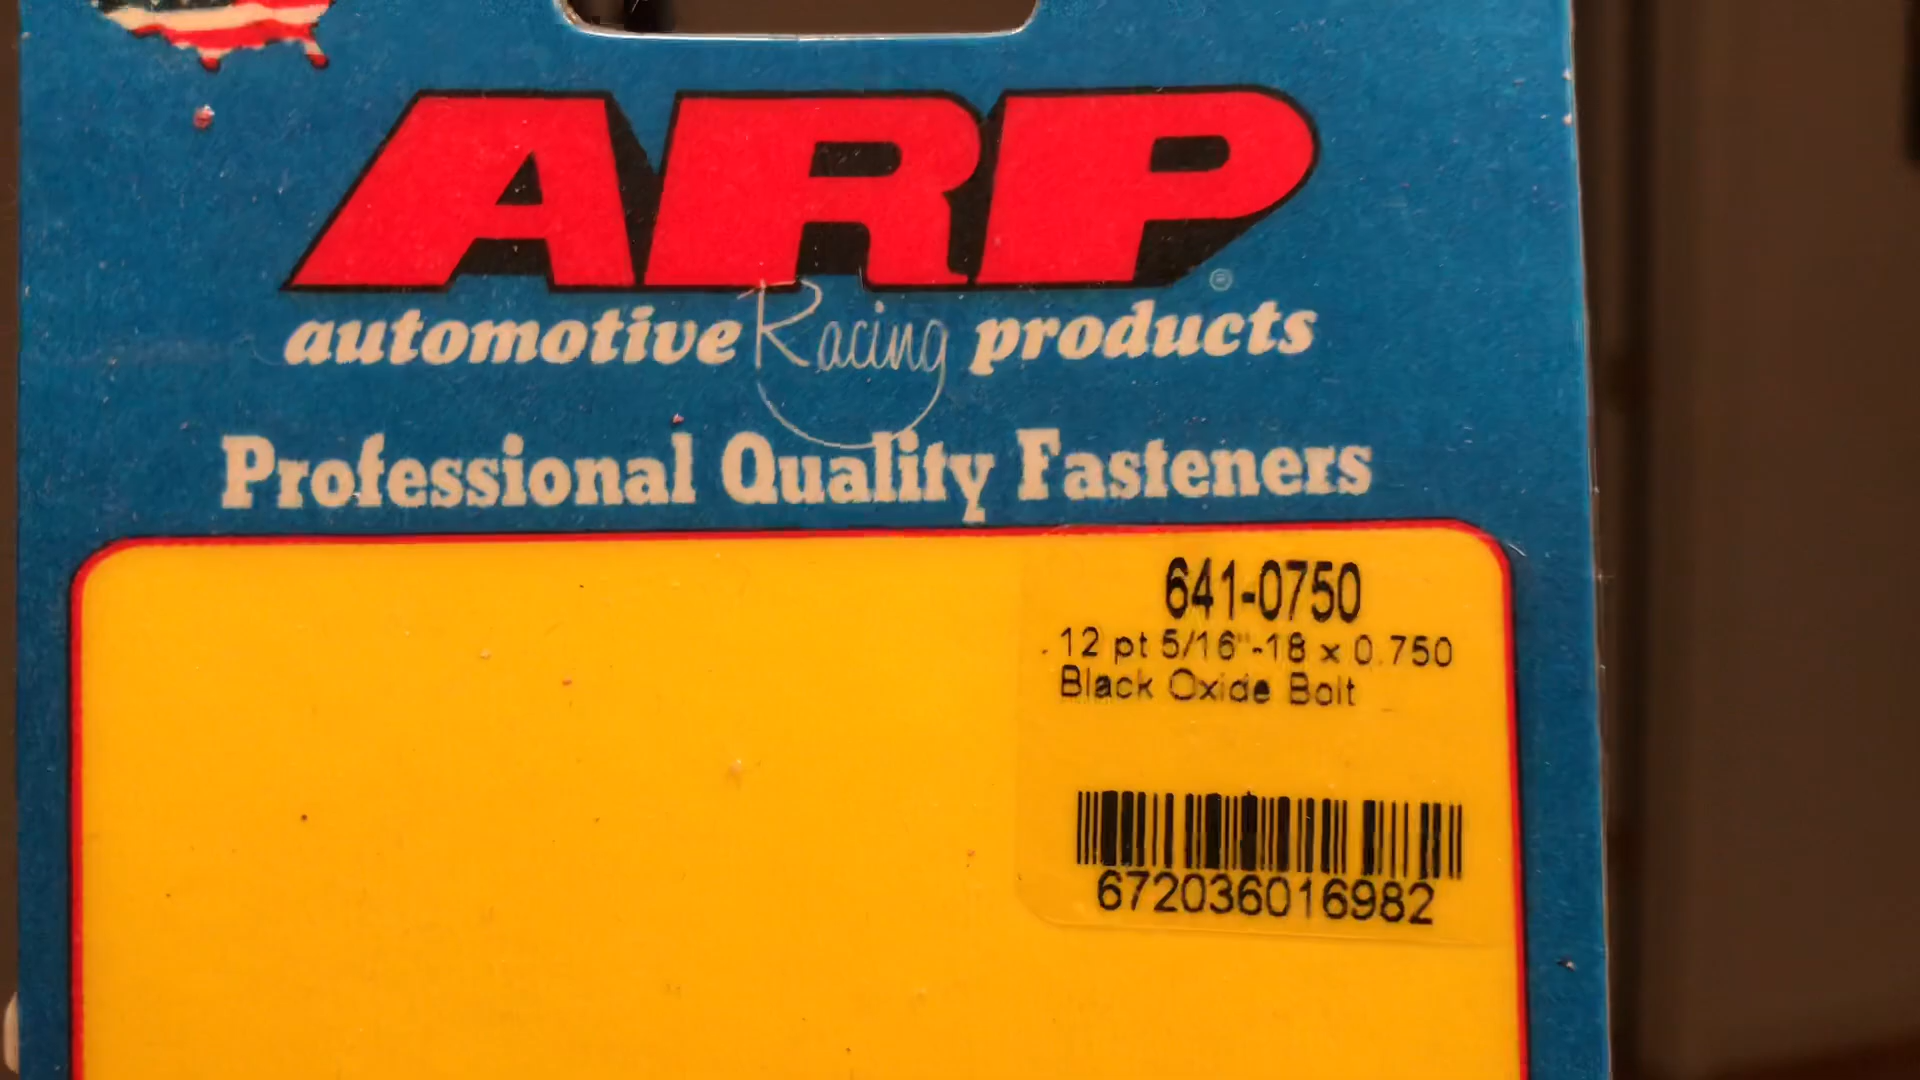 ARP®
automotive Racing products
Professional Quality Fasteners
641-0750
12 pt 5/16"-18 x 0.750
Black Oxide Bolt
672036016982